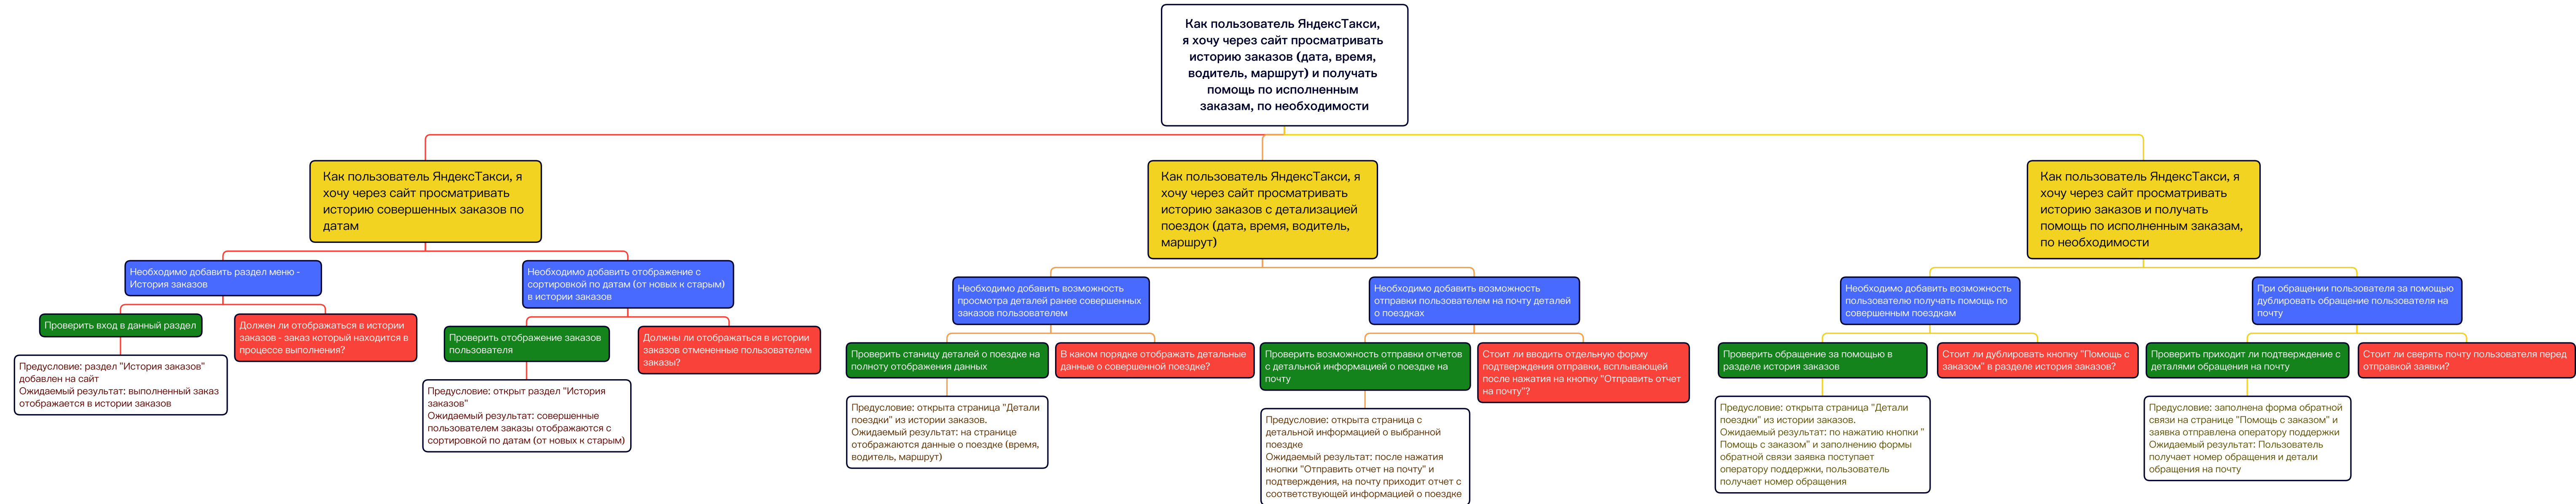 Как пользователь ЯндексТакси,
я хочу через сайт просматривать
историю заказов (дата, время,
водитель, маршрут) и получать
помощь по исполненным
заказам, по необходимости
Как пользователь ЯндексТакси, я
хочу через сайт просматривать
историю совершенных заказов по
датам
Необходимо добавить раздел меню -
История заказов
Проверить вход в данный раздел
Предусловие: раздел "История заказов"
добавлен на сайт
Ожидаемый результат: выполненный заказ
отображается в истории заказов
Должен ли отображаться в истории
заказов - заказ который находится в
процессе выполнения?
Необходимо добавить отображение с
сортировкой по датам (от новых к старым)
в истории заказов
Проверить отображение заказов
пользователя
Предусловие: открыт раздел "История
заказов"
Ожидаемый результат: совершенные
пользователем заказы отображаются с
сортировкой по датам (от новых к старым)
Должны ли отображаться в истории
заказов отмененные пользователем
заказы?
Как пользователь ЯндексТакси, я
хочу через сайт просматривать
историю заказов с детализацией
поездок (дата, время, водитель,
маршрут)
Необходимо добавить возможность
просмотра деталей ранее совершенных
заказов пользователем
Проверить станицу деталей о поездке на
полноту отображения данных
Предусловие: открыта страница "Детали
поездки" из истории заказов.
Ожидаемый результат: на странице
отображаются данные о поездке (время,
водитель, маршрут)
В каком порядке отображать детальные
данные о совершенной поездке?
Необходимо добавить возможность
отправки пользователем на почту деталей
о поездках
Проверить возможность отправки отчетов
с детальной информацией о поездке на
почту
Предусловие: открыта страница с
детальной информацией о выбранной
поездке
Ожидаемый результат: после нажатия
кнопки "Отправить отчет на почту" и
подтверждения, на почту приходит отчет с
соответствующей информацией о поездке
Стоит ли вводить отдельную форму
подтверждения отправки, всплывающей
после нажатия на кнопку "Отправить отчет
на почту"?
Как пользователь ЯндексТакси, я
хочу через сайт просматривать
историю заказов и получать
помощь по исполненным заказам,
по необходимости
Необходимо добавить возможность
пользователю получать помощь по
совершенным поездкам
Проверить обращение за помощью в
разделе история заказов
Предусловие: открыта страница "Детали
поездки" из истории заказов.
Ожидаемый результат: по нажатию кнопки "
Помощь с заказом" и заполнению формы
обратной связи заявка поступает
оператору поддержки, пользователь
получает номер обращения
Стоит ли дублировать кнопку "Помощь с
заказом" в разделе история заказов?
При обращении пользователя за помощью
дублировать обращение пользователя на
почту
Проверить приходит ли подтверждение с
деталями обращения на почту
Предусловие: заполнена форма обратной
связи на странице "Помощь с заказом" и
заявка отправлена оператору поддержки
Ожидаемый результат: Пользователь
получает номер обращения и детали
обращения на почту
Стоит ли сверять почту пользователя перед
отправкой заявки?